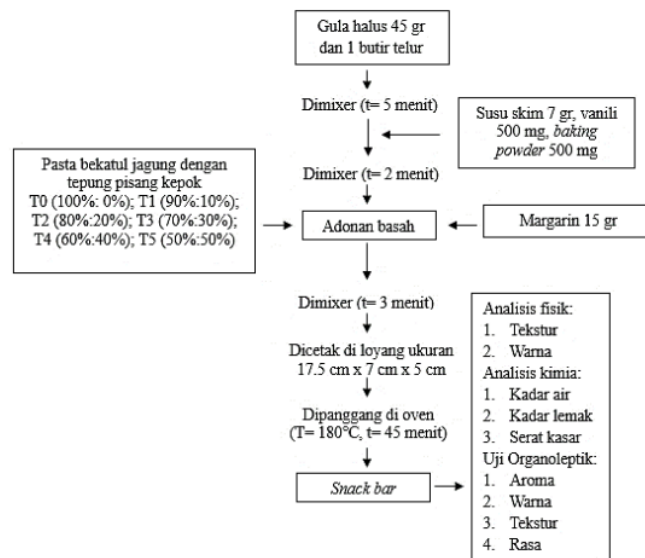 Gula halus 45 gr
dan 1 butir telur
Dimixer (t= 5 menit)
Susu skim 7 gr, vanili
500 mg, baking
powder 500 mg
Dimixer (t= 2 menit)
Pasta bekatul jagung dengan
tepung pisang kepok
T0 (100%: 0%); T1 (90%:10%);
T2 (80%:20%); T3 (70%:30%);
T4 (60%:40%); T5 (50%:50%)
Adonan basah
Margarin 15 gr
Dimixer (t= 3 menit)
Dicetak di loyang ukuran
17.5 cm x 7 cm x 5 cm
Dipanggang di oven
(T= 180°C, t= 45 menit)
Snack bar
Analisis fisik:
1. Tekstur
2. Warna
Analisis kimia:
1. Kadar air
2. Kadar lemak
3. Serat kasar
Uji Organoleptik:
1. Aroma
2. Warna
3. Tekstur
4. Rasa